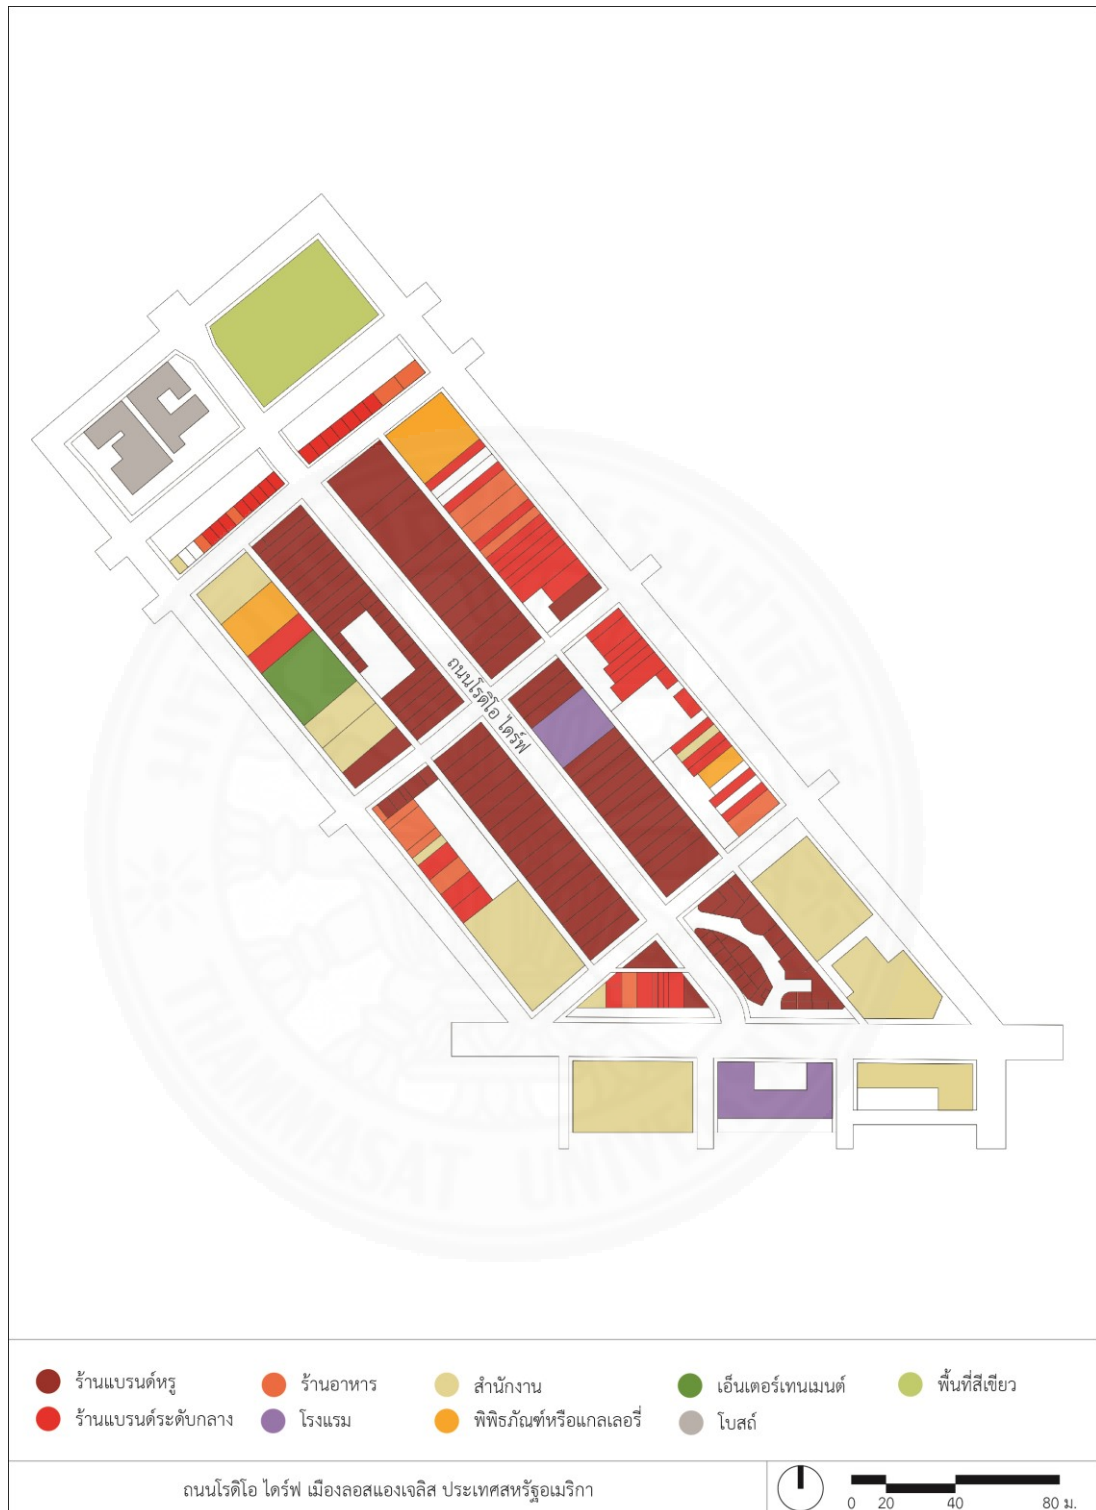 ถนนโรดิโอ ไดร์ฟ
THAMMASAT UNIVE
ร้านแบรนด์หรู
ร้านอาหาร
สำนักงาน
เอ็นเตอร์เทนเมนต์
พื้นที่สีเขียว
ร้านแบรนด์ระดับกลาง
โรงแรม
พิพิธภัณฑ์หรือแกลเลอรี่
โบสถ์
ถนนโรดิโอ ไดร์ฟ เมืองลอสแองเจลิส ประเทศสหรัฐอเมริกา
0 20 40 80 ม.